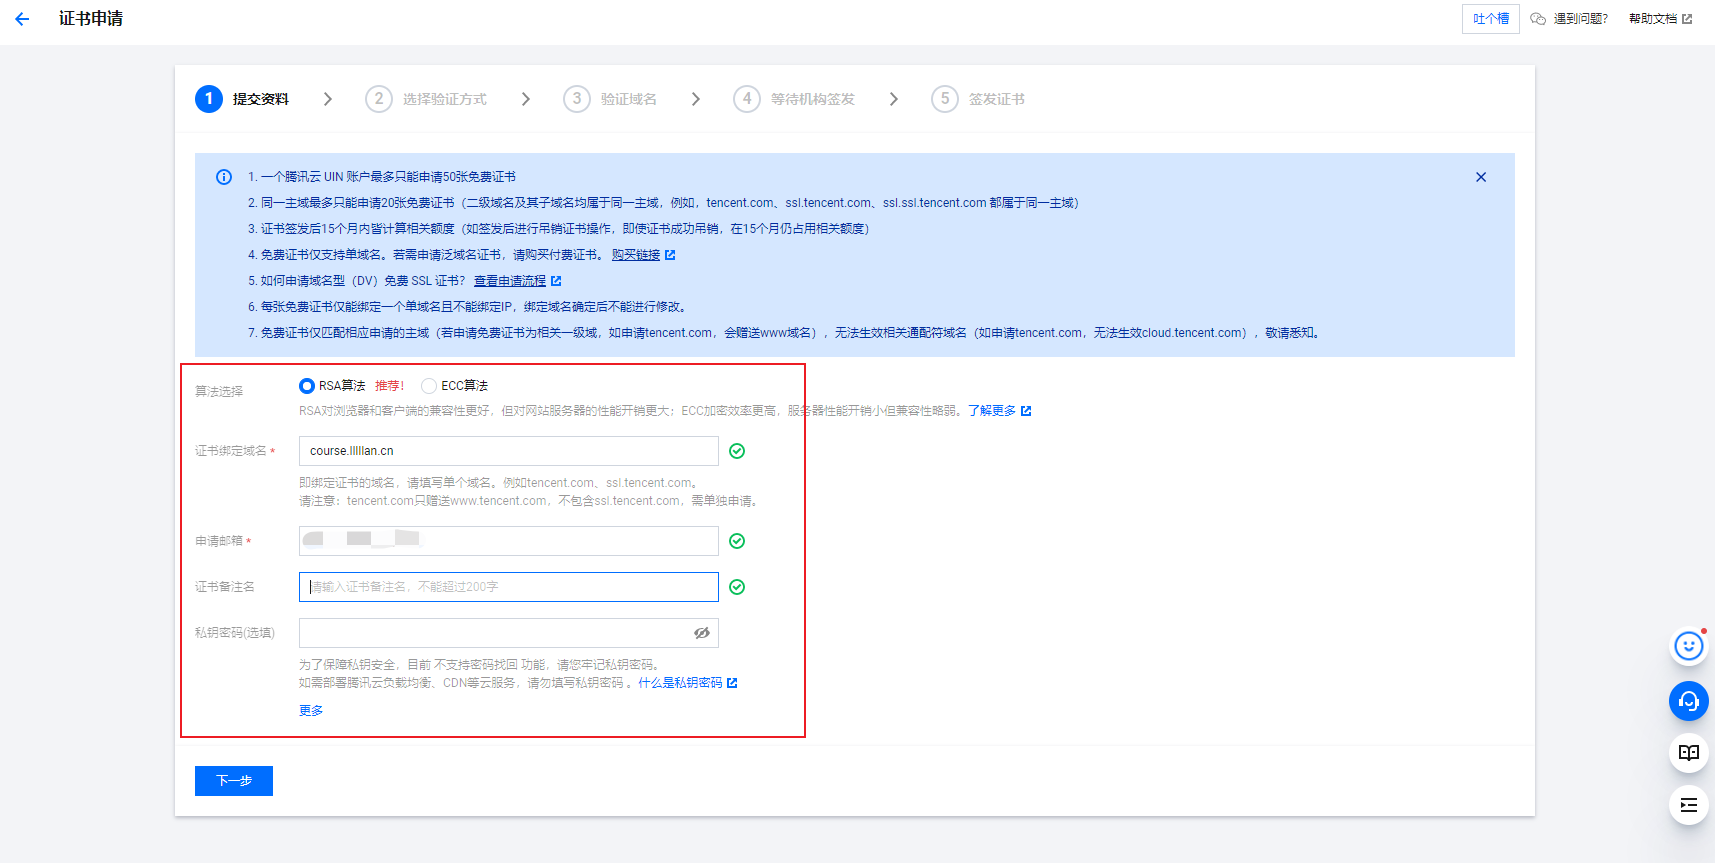 证书申请
吐个槽
遇到问题?
帮助文档
1 提交资料
2 选择验证方式
3 验证域名
4 等待机构签发
5 签发证书
1. 一个腾讯云 UIN 账户最多只能申请50张免费证书
2. 同一主域最多只能申请20张免费证书（二级域名及其子域名均属于同一主域，例如，tencent.com、ssl.tencent.com、ssl.ssl.tencent.com 都属于同一主域）
3. 证书签发后15个月内皆计算相关额度（如签发后进行吊销证书操作，即使证书成功吊销，在15个月仍占用相关额度）
4. 免费证书仅支持单域名。若需申请泛域名证书，请购买付费证书。 购买链接
5. 如何申请域名型（DV）免费 SSL 证书？ 查看申请流程
6. 每张免费证书仅能绑定一个单域名且不能绑定IP，绑定域名确定后不能进行修改。
7. 免费证书仅匹配相应申请的主域（若申请免费证书为相关一级域，如申请tencent.com，会赠送www域名），无法生效相关通配符域名（如申请tencent.com，无法生效cloud.tencent.com），敬请悉知。
算法选择
RSA算法 推荐! ECC算法
RSA对浏览器和客户端的兼容性更好，但对网站服务器的性能开销更大；ECC加密效率更高，服务器性能开销小但兼容性略弱。了解更多
证书绑定域名 *
course.llllllan.cn
即绑定证书的域名，请填写单个域名。例如tencent.com、ssl.tencent.com。
请注意：tencent.com只赠送www.tencent.com，不包含ssl.tencent.com，需单独申请。
申请邮箱 *
证书备注名
请输入证书备注名，不能超过200字
私钥密码(选填)
为了保障私钥安全，目前 不支持密码找回 功能，请您牢记私钥密码。
如需部署腾讯云负载均衡、CDN等云服务，请勿填写私钥密码 。什么是私钥密码
更多
下一步